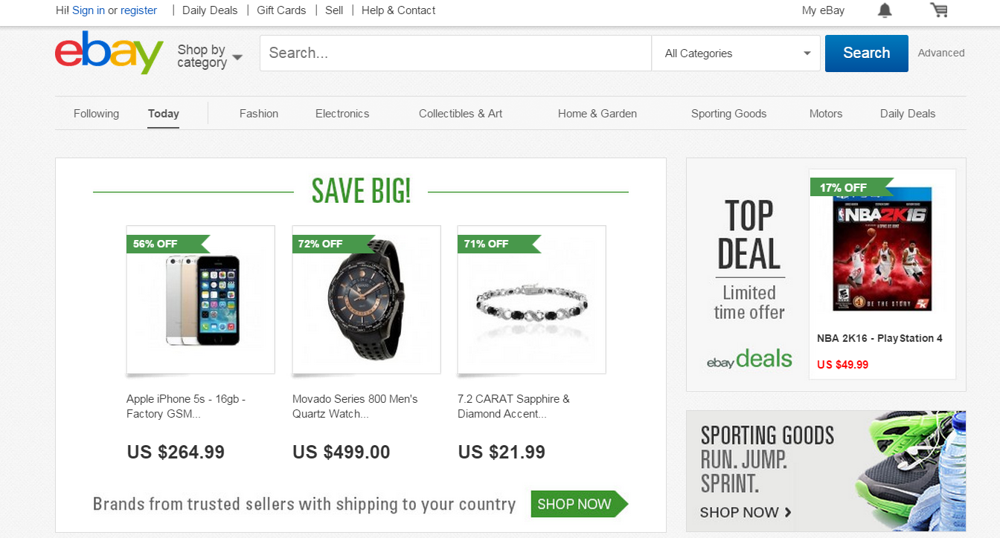 Hi! Sign in or register | Daily Deals | Gift Cards | Sell | Help & Contact
My eBay
ebay
Shop by
category
Search...
All Categories
Search
Advanced
Following
Today
Fashion
Electronics
Collectibles & Art
Home & Garden
Sporting Goods
Motors
Daily Deals
SAVE BIG!
56% OFF
72% OFF
71% OFF
Apple iPhone 5s - 16gb -
Factory GSM...
US $264.99
Movado Series 800 Men's
Quartz Watch...
US $499.00
7.2 CARAT Sapphire &
Diamond Accent...
US $21.99
Brands from trusted sellers with shipping to your country
SHOP NOW
TOP
DEAL
Limited
time offer
ebay deals
17% OFF
NBA 2K16
BE THE STORY
2K
NBA 2K16 - PlayStation 4
US $49.99
SPORTING GOODS
RUN. JUMP.
SPRINT.
SHOP NOW